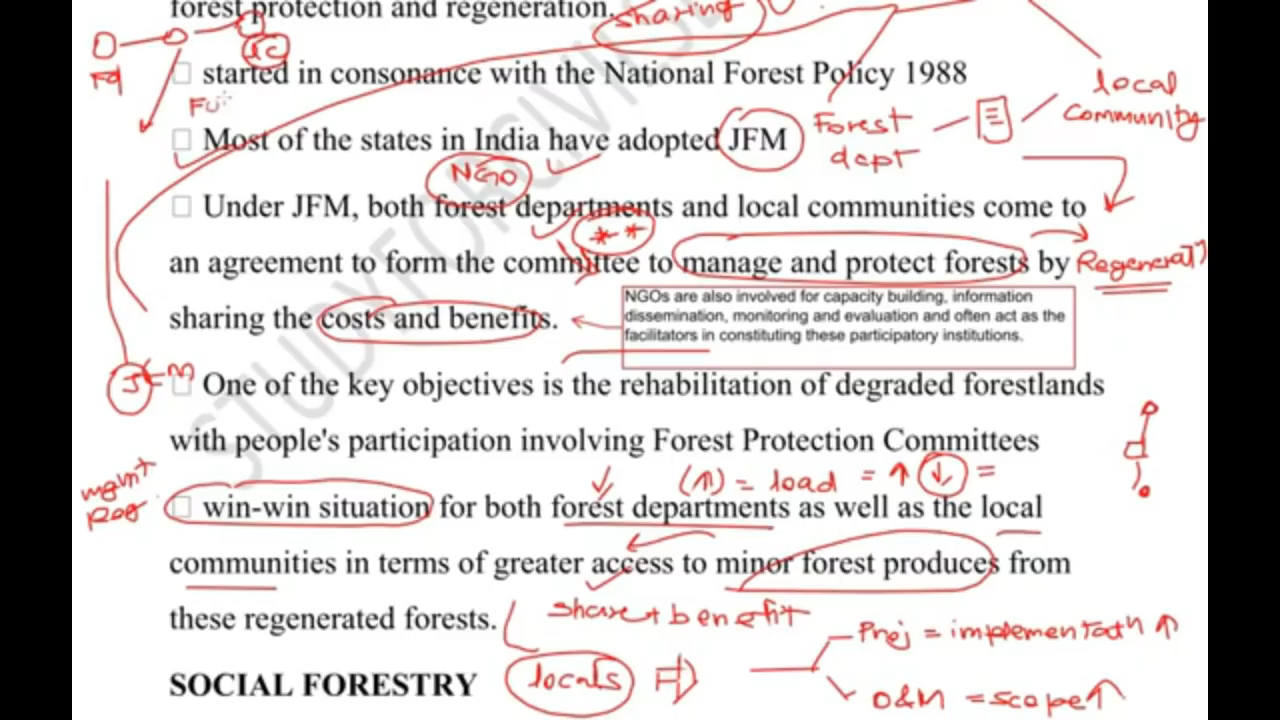 forest protection and regeneration.
sharing
started in consonance with the National Forest Policy 1988
local
community
Most of the states in India have adopted JFM
Forest
dept
NGO
Under JFM, both forest departments and local communities come to
**
an agreement to form the committee to manage and protect forests by
sharing the costs and benefits.
NGOs are also involved for capacity building, information
dissemination, monitoring and evaluation and often act as the
facilitators in constituting these participatory institutions.
JFM
One of the key objectives is the rehabilitation of degraded forestlands
with people's participation involving Forest Protection Committees
mgmt
(↑) = load = ↑ ↓ =
win-win situation for both forest departments as well as the local
communities in terms of greater access to minor forest produces from
these regenerated forests.
share + benefit
SOCIAL FORESTRY
locals
O&M = scope ↑
STUDYFORCIVILSE